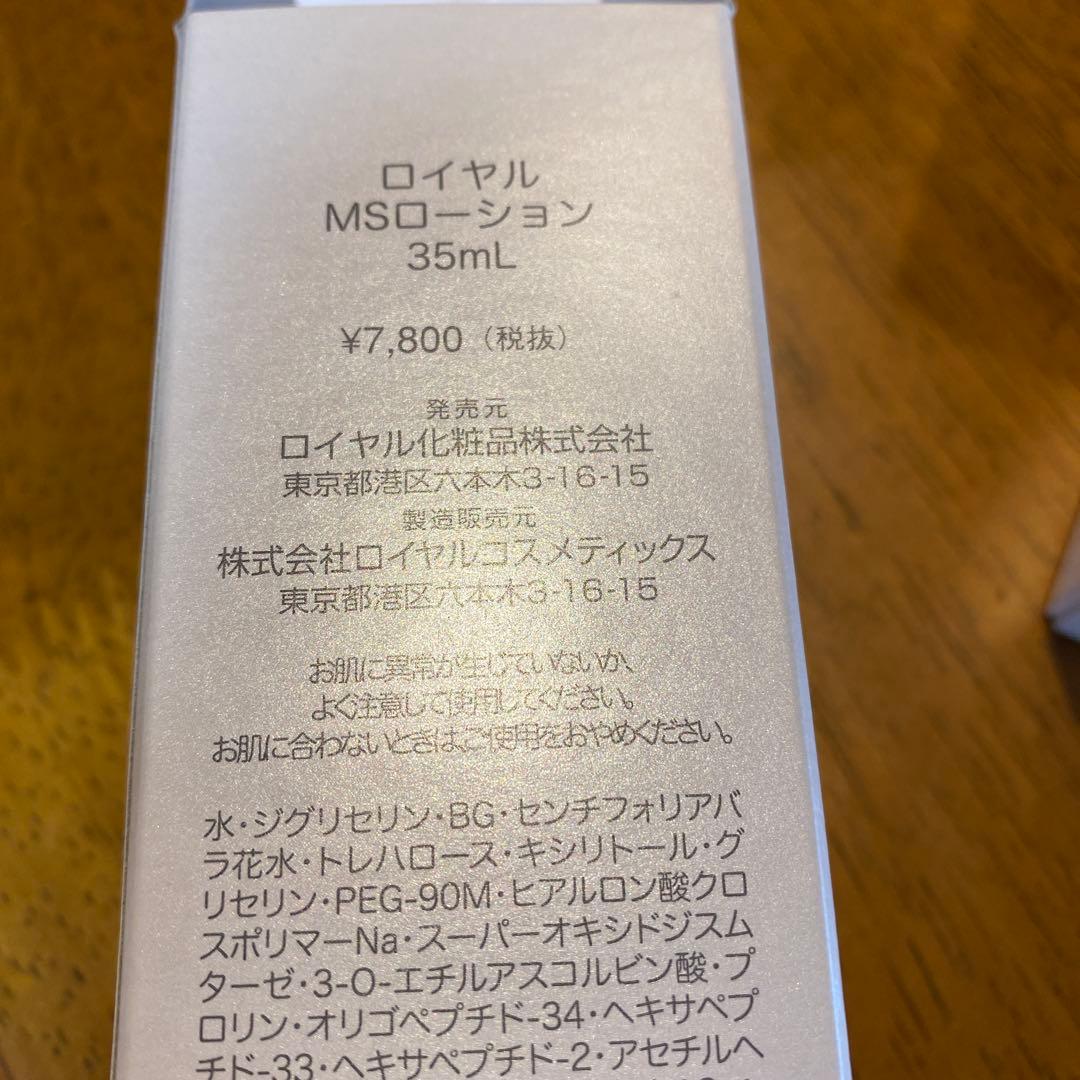 ロイヤル
MSローション
35mL
¥7,800（税抜）
発売元
ロイヤル化粧品株式会社
東京都港区六本木3-16-15
製造販売元
株式会社ロイヤルコスメティックス
東京都港区六本木3-16-15
お肌に異常が生じていないか、
よく注意して使用してください。
お肌に合わないときはご使用をおやめください。
水・ジグリセリン・BG・センチフォリアバ
ラ花水・トレハロース・キシリトール・グ
リセリン・PEG-90M・ヒアルロン酸クロ
スポリマーNa・スーパーオキシドジスム
ターゼ・3-O-エチルアスコルビン酸・プ
ロリン・オリゴペプチド-34・ヘキサペプ
チド-33・ヘキサペプチド-2・アセチルヘ